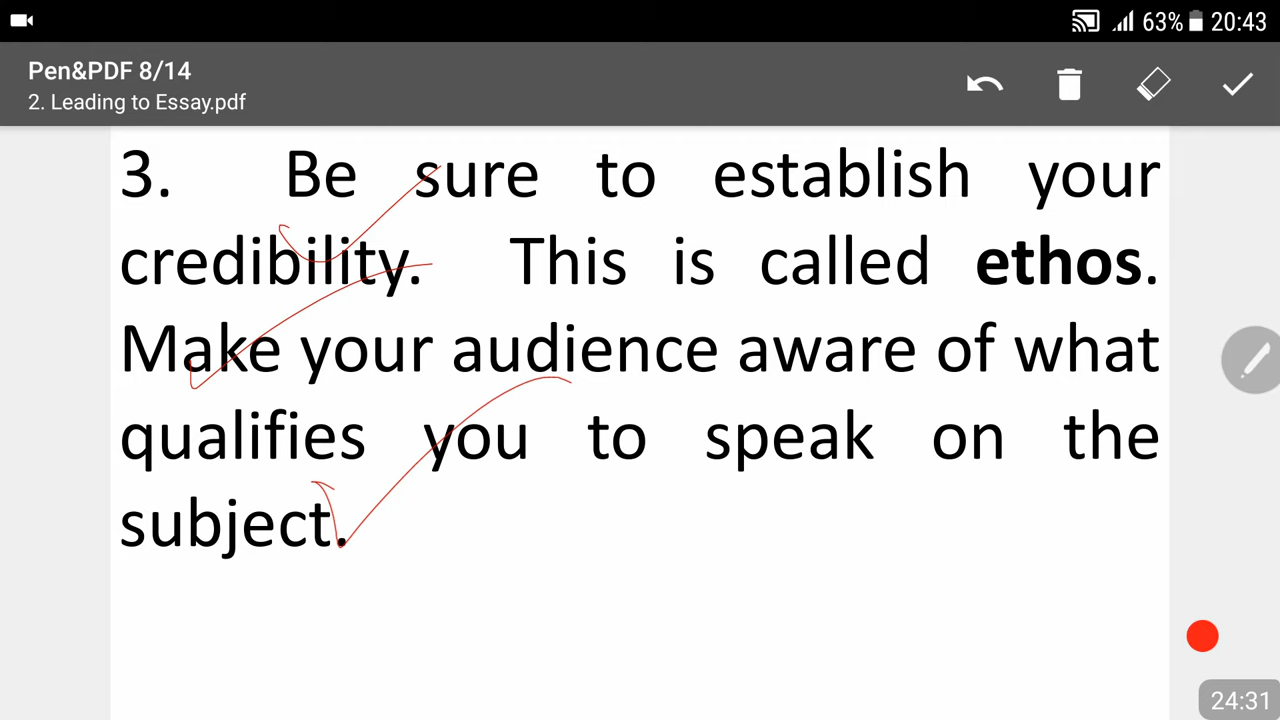 63% 20:43
Pen&PDF 8/14
2. Leading to Essay.pdf
3. Be sure to establish your
credibility. This is called ethos.
Make your audience aware of what
qualifies you to speak on the
subject.
24:31